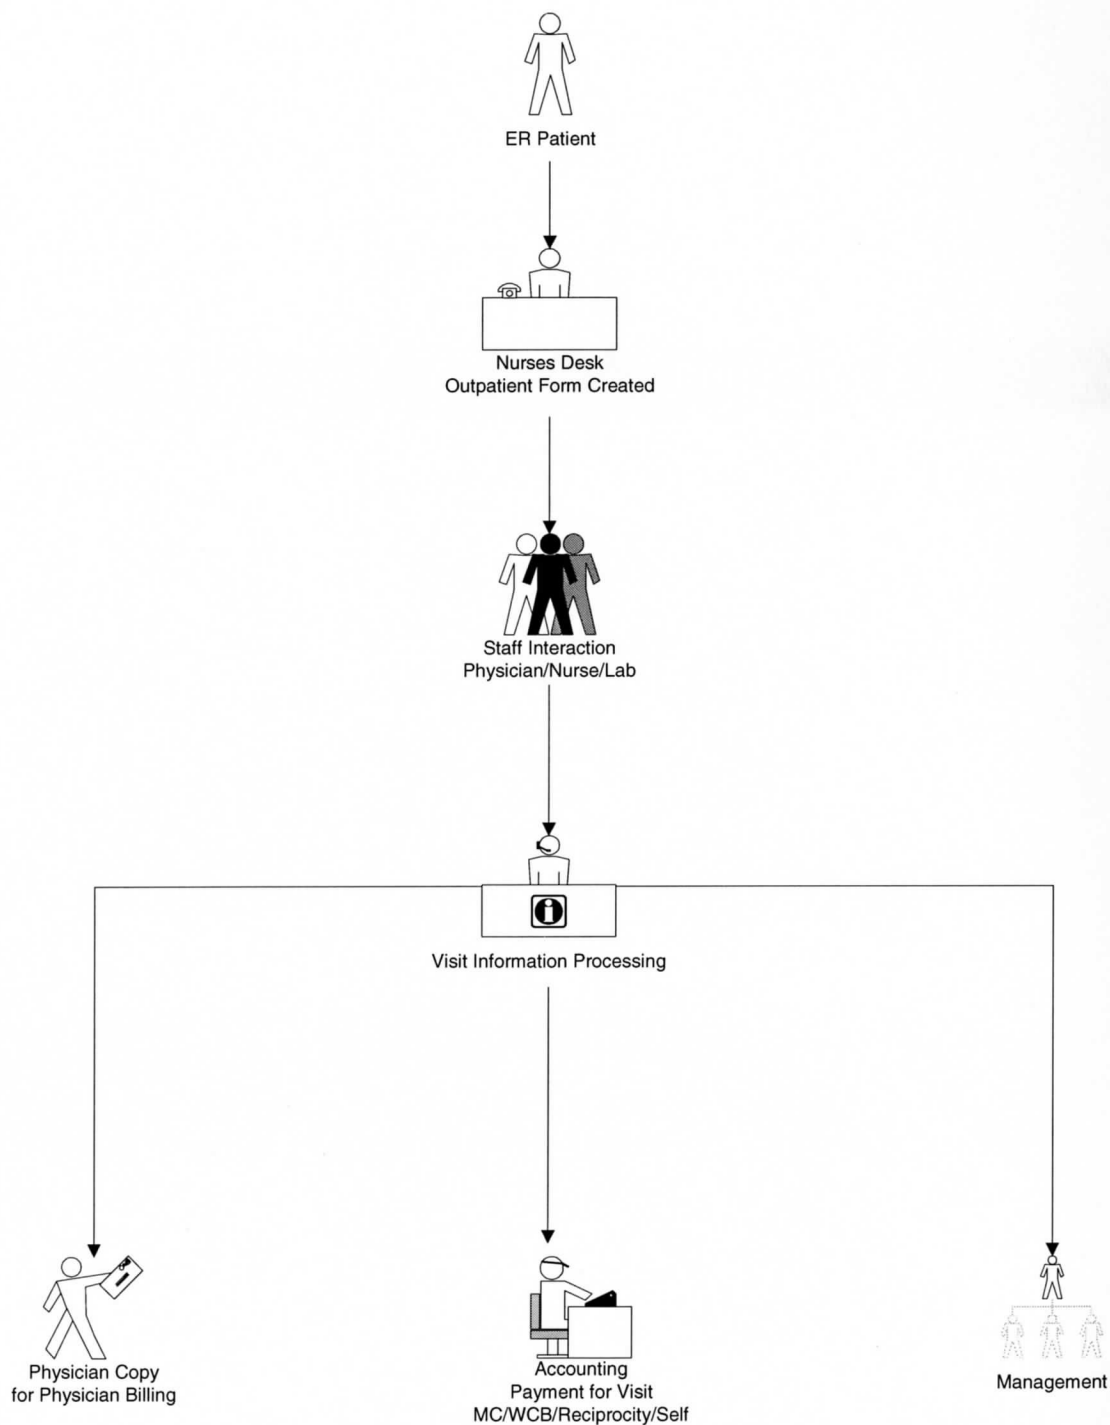 ER Patient
Nurses Desk
Outpatient Form Created
Staff Interaction
Physician/Nurse/Lab
i
Visit Information Processing
Physician Copy
for Physician Billing
Accounting
Payment for Visit
MC/WCB/Reciprocity/Self
Management